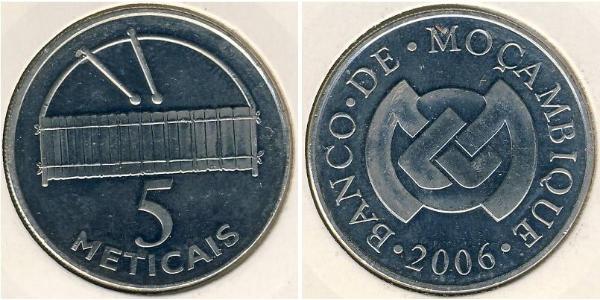 5
METICAIS
BANCO·DE·MOÇAMBIQUE·
·2006·